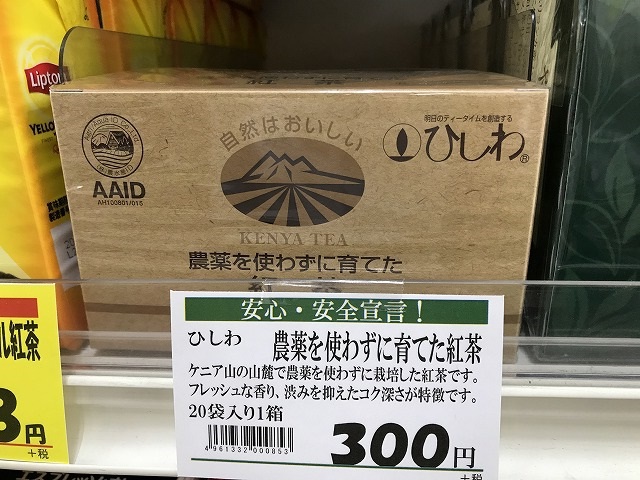 Lipton
YELLO
AAID
AH100801/015
自然はおいしい
KENYA TEA
農薬を使わずに育てた
明日のティータイムを創造する
ひしわ®
安心・安全宣言！
ひしわ 農薬を使わずに育てた紅茶
ケニア山の山麓で農薬を使わずに栽培した紅茶です。
フレッシュな香り、渋みを抑えたコク深さが特徴です。
20袋入り1箱
4961332000853
300円
+税
ル紅茶
8円
+税